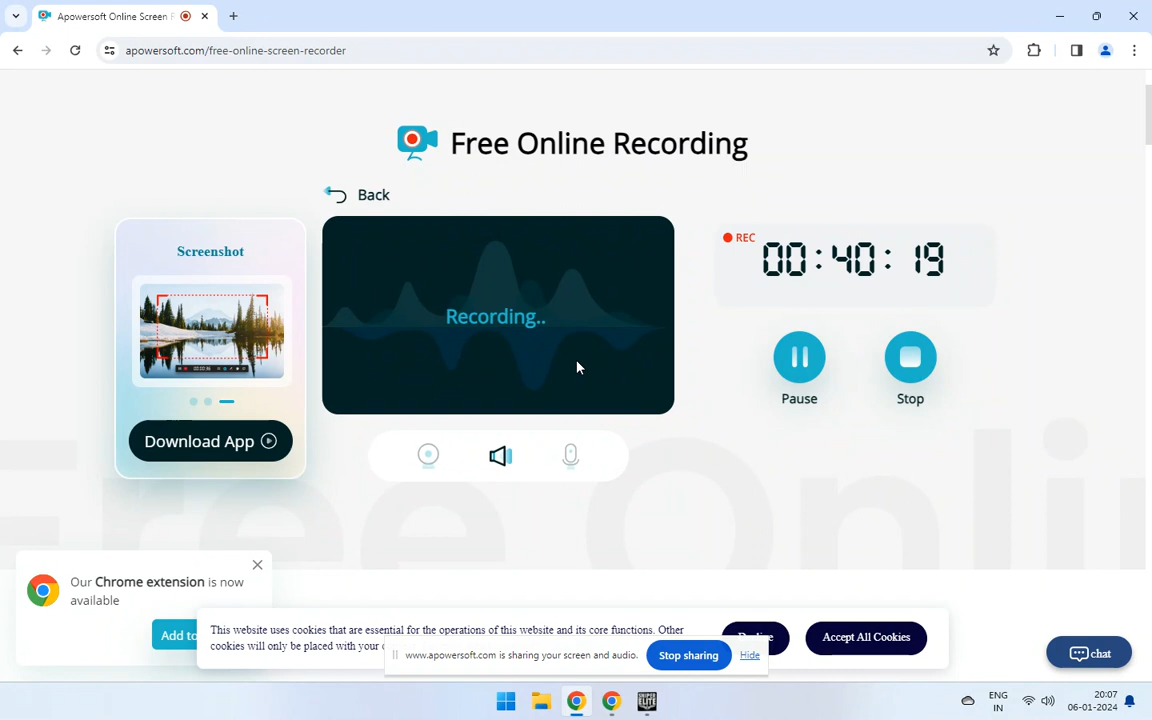 Apowersoft Online Screen R
apowersoft.com/free-online-screen-recorder
Free Online Recording
Back
Screenshot
Download App
Recording..
REC
00:40:19
Pause
Stop
Our Chrome extension is now
available
Add to
This website uses cookies that are essential for the operations of this website and its core functions. Other
cookies will only be placed with your
Decline
Accept All Cookies
www.apowersoft.com is sharing your screen and audio.
Stop sharing
Hide
chat
ENG
IN
20:07
06-01-2024